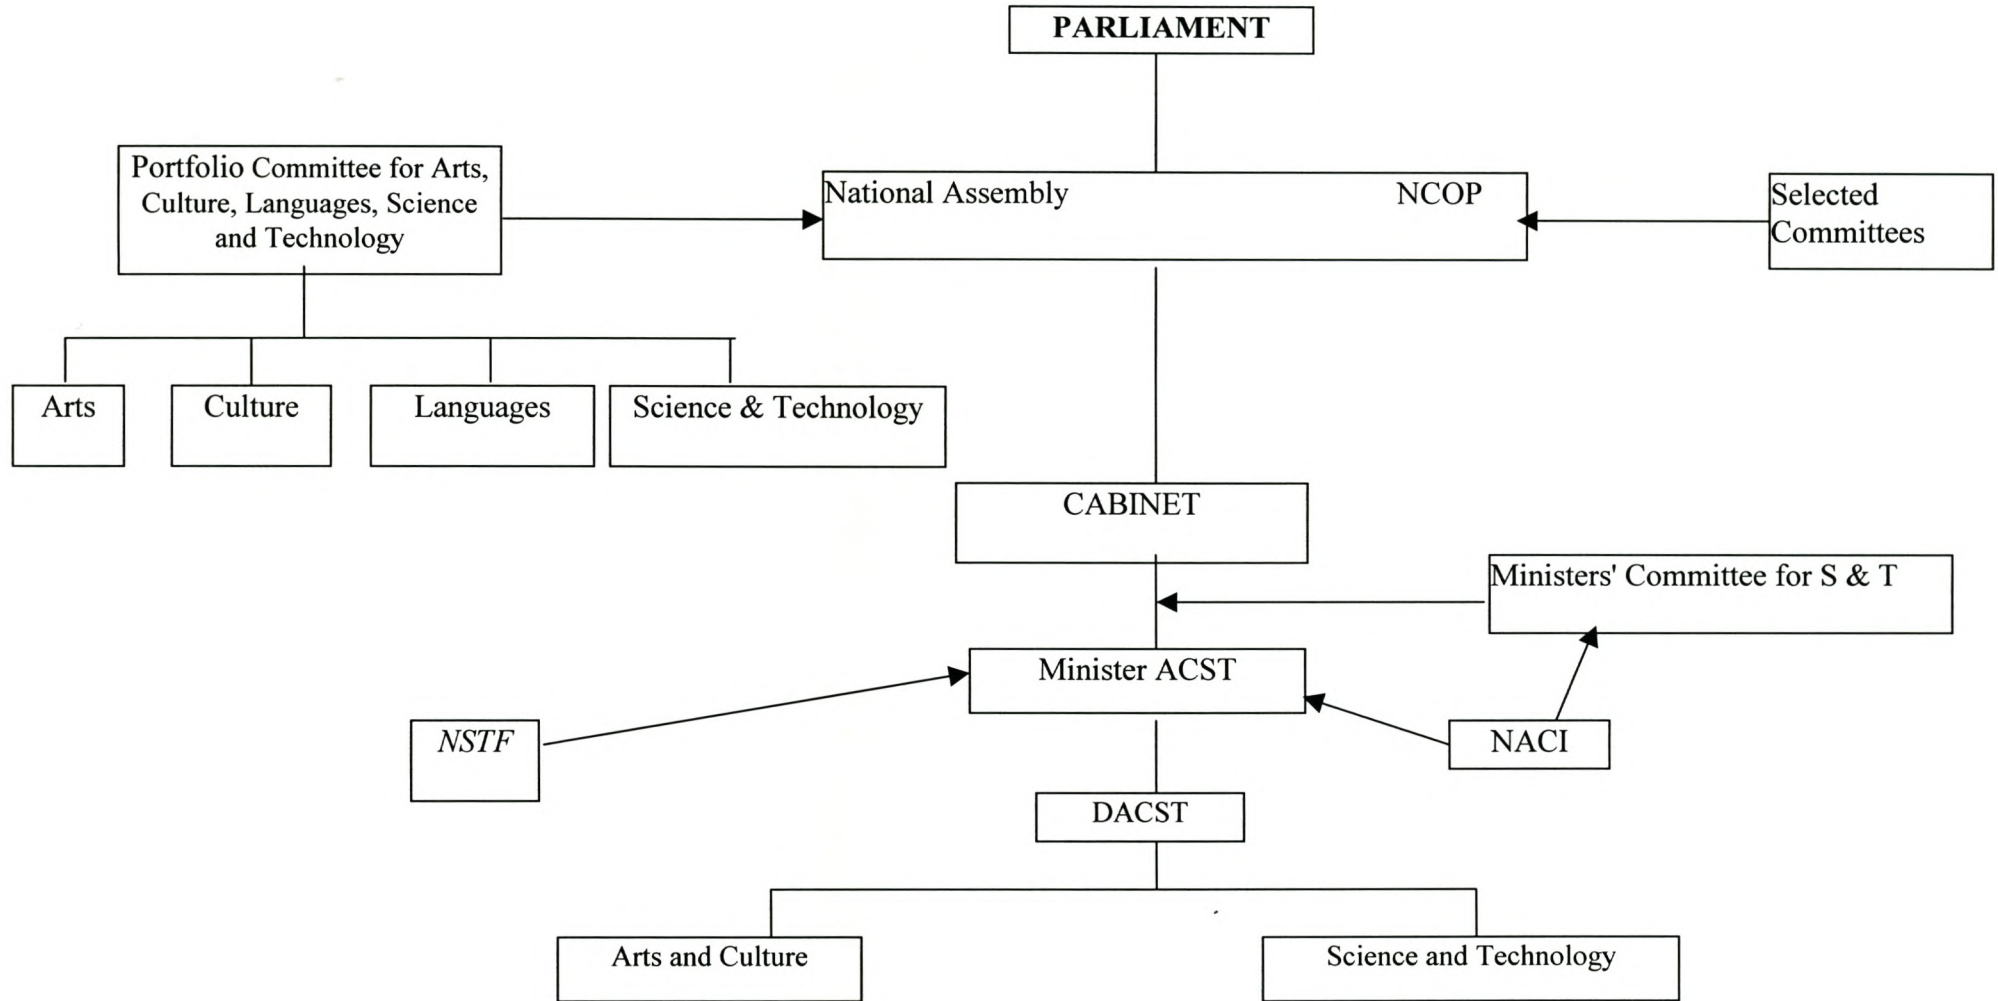 PARLIAMENT
Portfolio Committee for Arts,
Culture, Languages, Science
and Technology
National Assembly NCOP
Selected
Committees
Arts
Culture
Languages
Science & Technology
CABINET
Ministers' Committee for S & T
Minister ACST
NSTF
NACI
DACST
Arts and Culture
Science and Technology